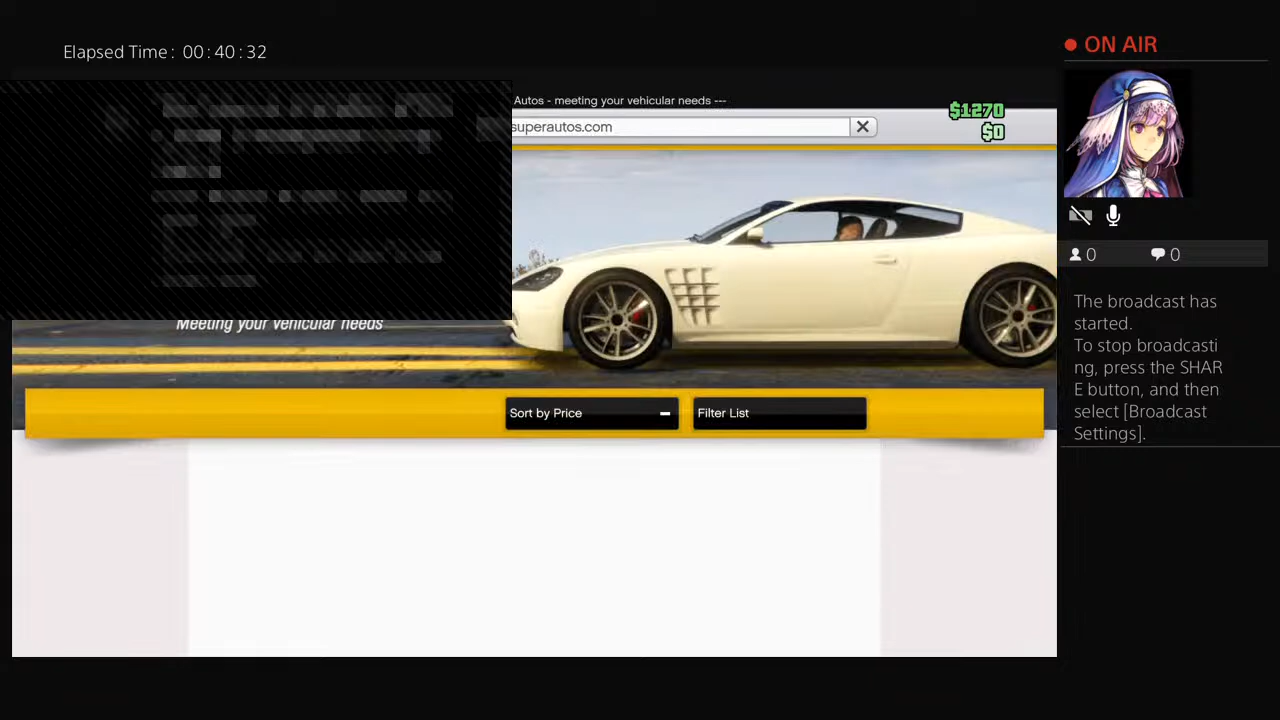 Elapsed Time: 00:40:32
ON AIR
Autos - meeting your vehicular needs ---
superautos.com
$1270
$0
0
0
Meeting your vehicular needs
Sort by Price
Filter List
The broadcast has
started.
To stop broadcasti
ng, press the SHAR
E button, and then
select [Broadcast
Settings].